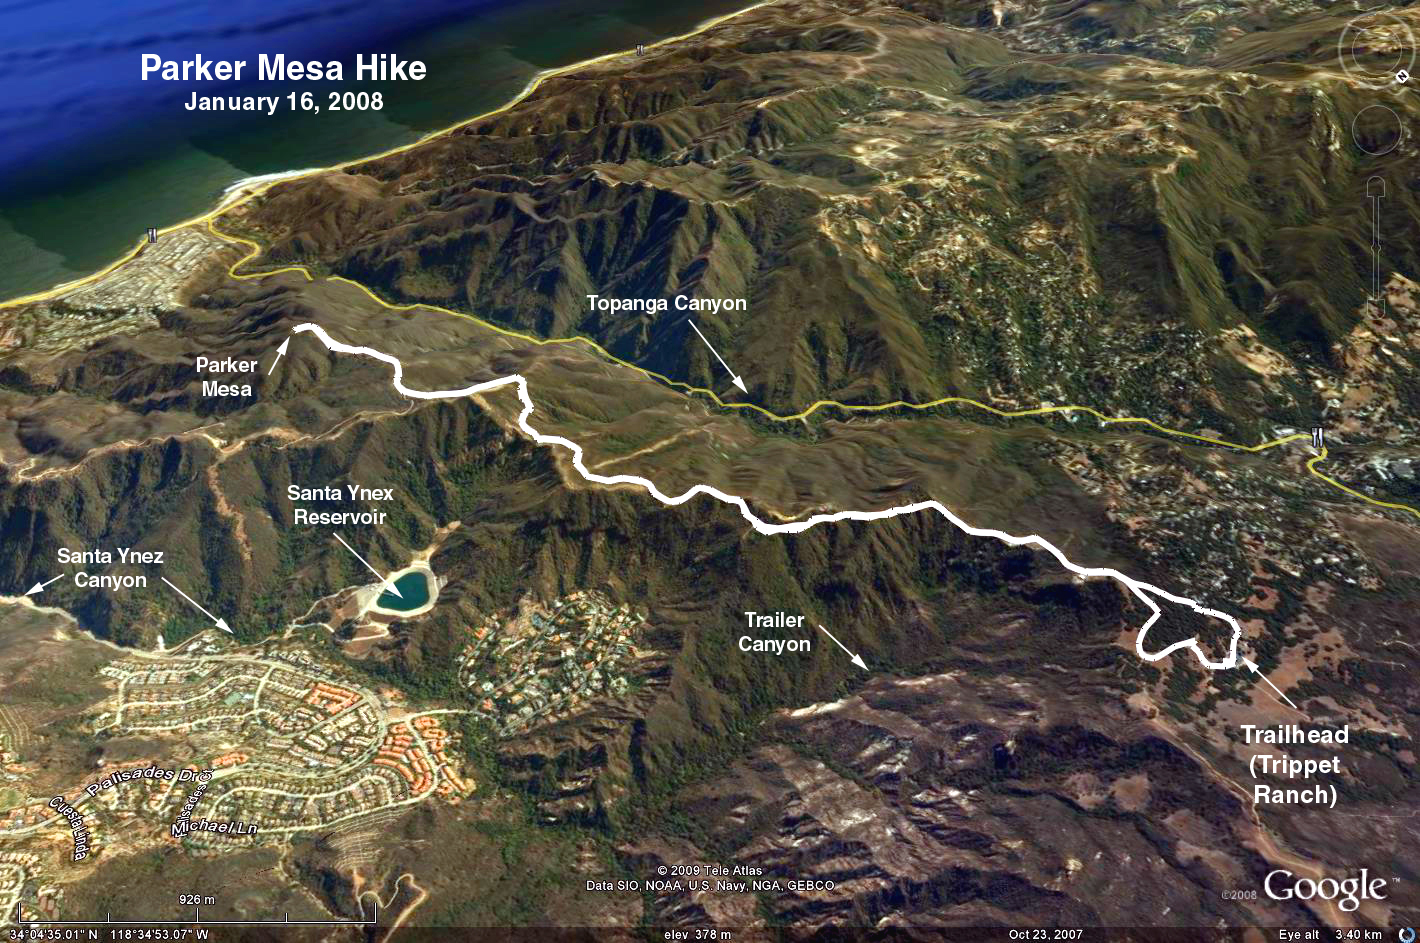 Parker Mesa Hike
January 16, 2008
Topanga Canyon
Parker
Mesa
Santa Ynex
Reservoir
Santa Ynez
Canyon
Trailer
Canyon
Trailhead
(Trippet
Ranch)
Palisades Dr
Palisades
Cuesta Linda
Michael Ln
© 2009 Tele Atlas
Data SIO, NOAA, U.S. Navy, NGA, GEBCO
©2008 Google™
926 m
34°04'35.01" N 118°34'53.07" W
elev 378 m
Oct 23, 2007
Eye alt 3.40 km